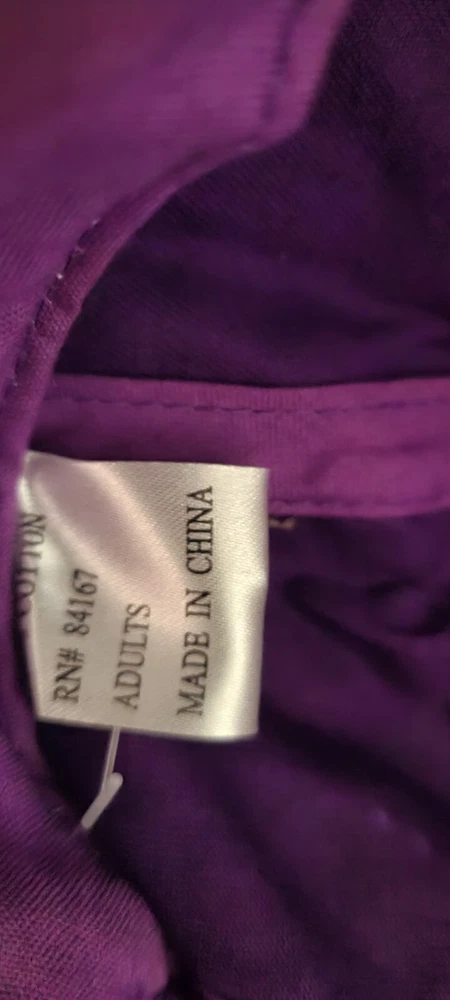 COTTON
RN# 84167
ADULTS
MADE IN CHINA